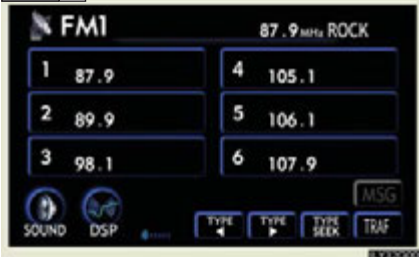 FM1 87.9 MHz ROCK
1 87.9 4 105.1
2 89.9 5 106.1
3 98.1 6 107.9
MSG
SOUND DSP TYPE ◀ TYPE ▶ TYPE SEEK TRAF